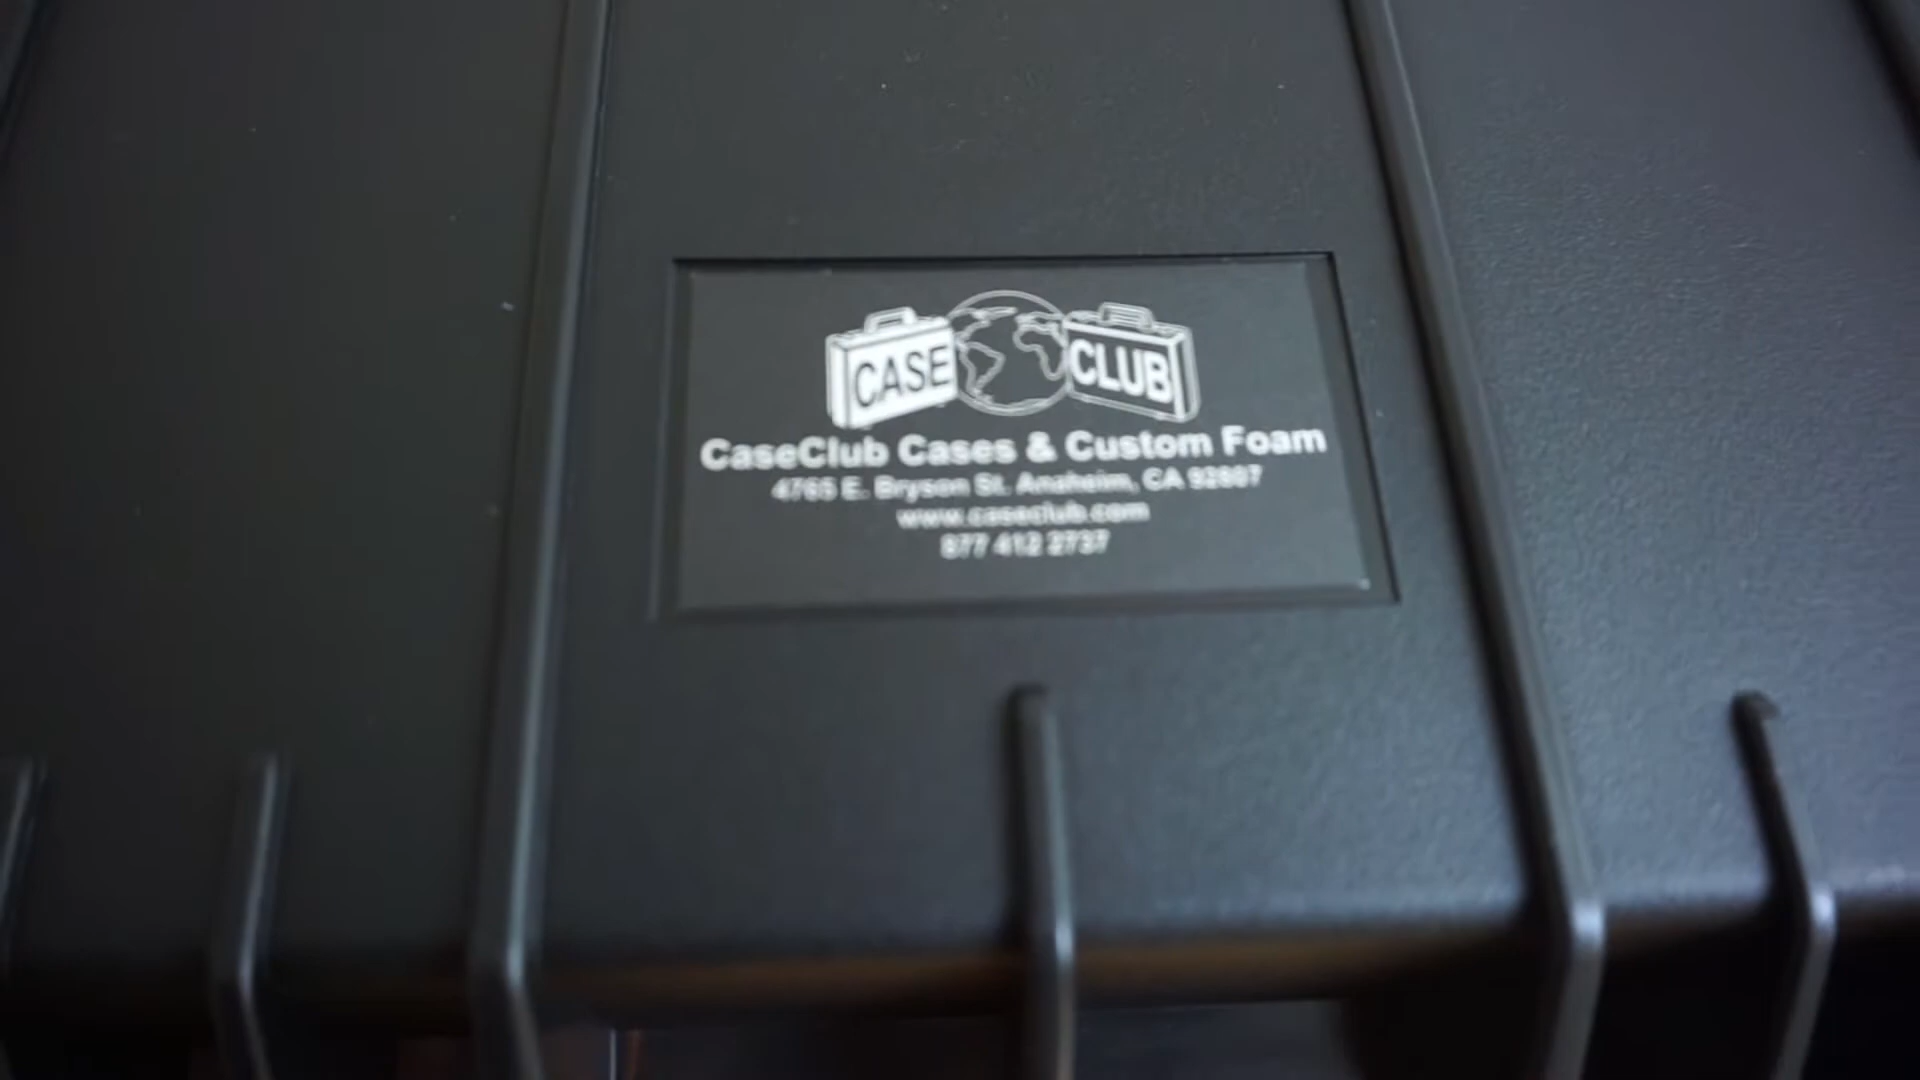 CASE CLUB
CaseClub Cases & Custom Foam
4765 E. Bryson St. Anaheim, CA 92807
www.caseclub.com
877 412 2737